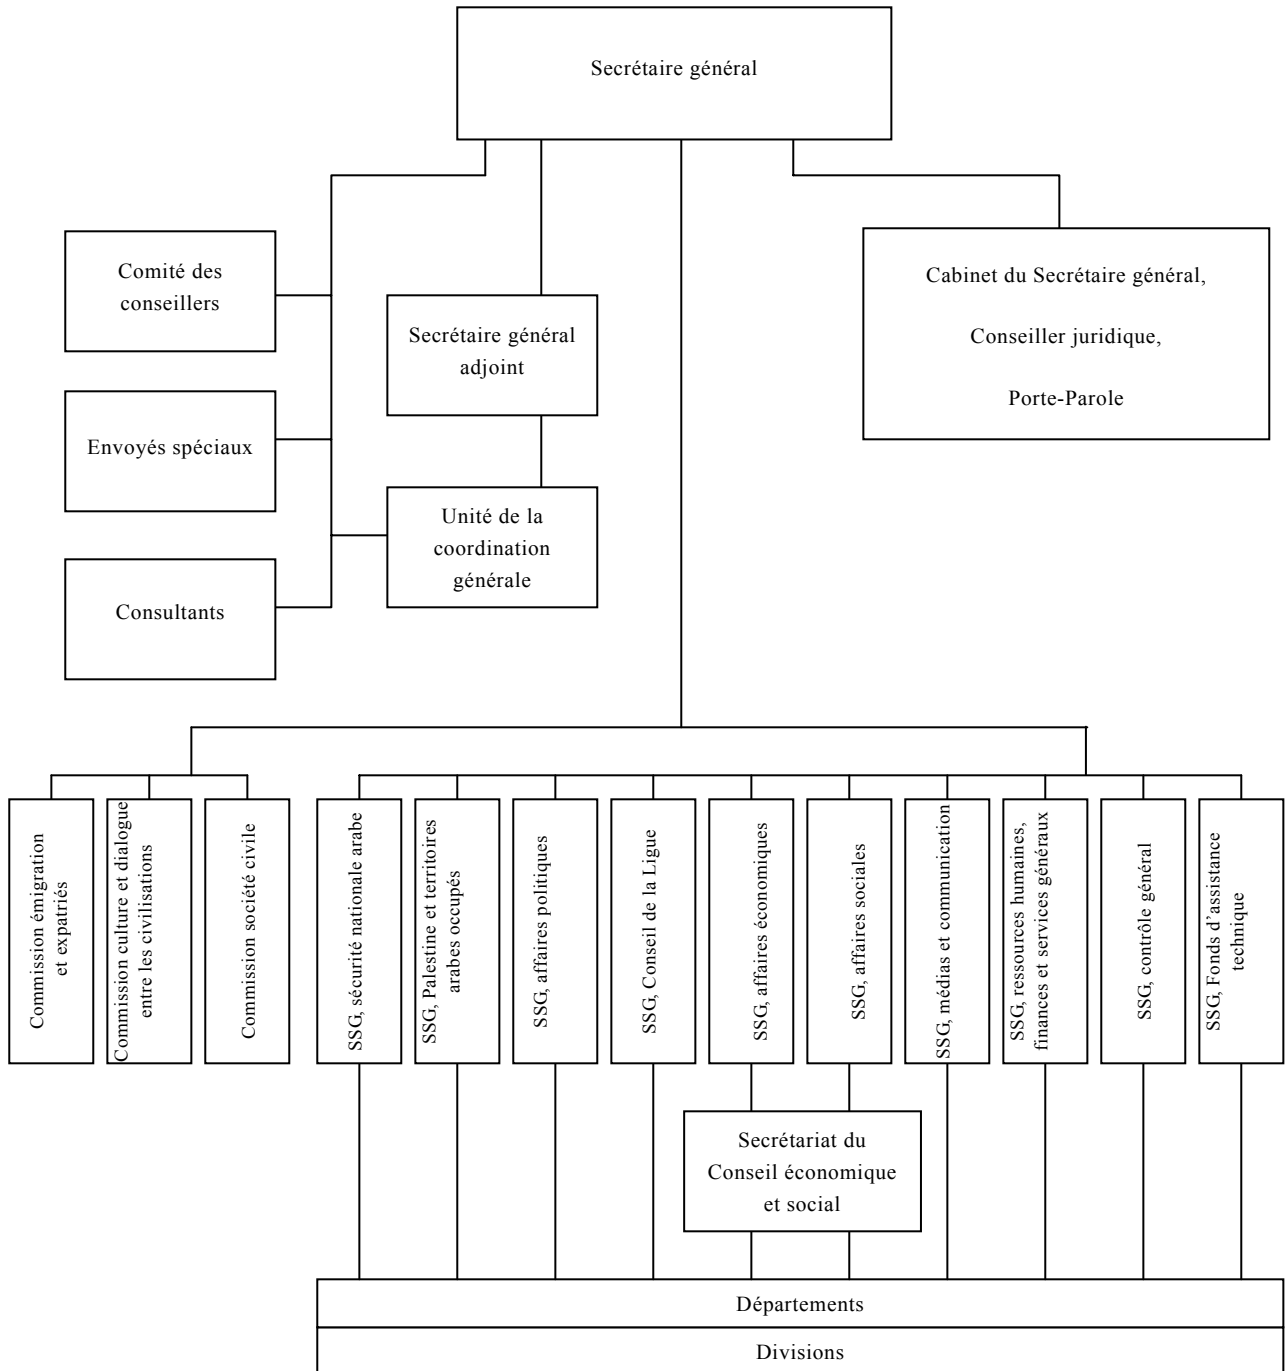 Secrétaire général
Comité des
conseillers
Cabinet du Secrétaire général,
Conseiller juridique,
Porte-Parole
Secrétaire général
adjoint
Envoyés spéciaux
Unité de la
coordination
générale
Consultants
Commission émigration
et expatriés
Commission culture et dialogue
entre les civilisations
Commission société civile
SSG, sécurité nationale arabe
SSG, Palestine et territoires
arabes occupés
SSG, affaires politiques
SSG, Conseil de la Ligue
SSG, affaires économiques
SSG, affaires sociales
SSG, médias et communication
SSG, ressources humaines,
finances et services généraux
SSG, contrôle général
SSG, Fonds d'assistance
technique
Secrétariat du
Conseil économique
et social
Départements
Divisions